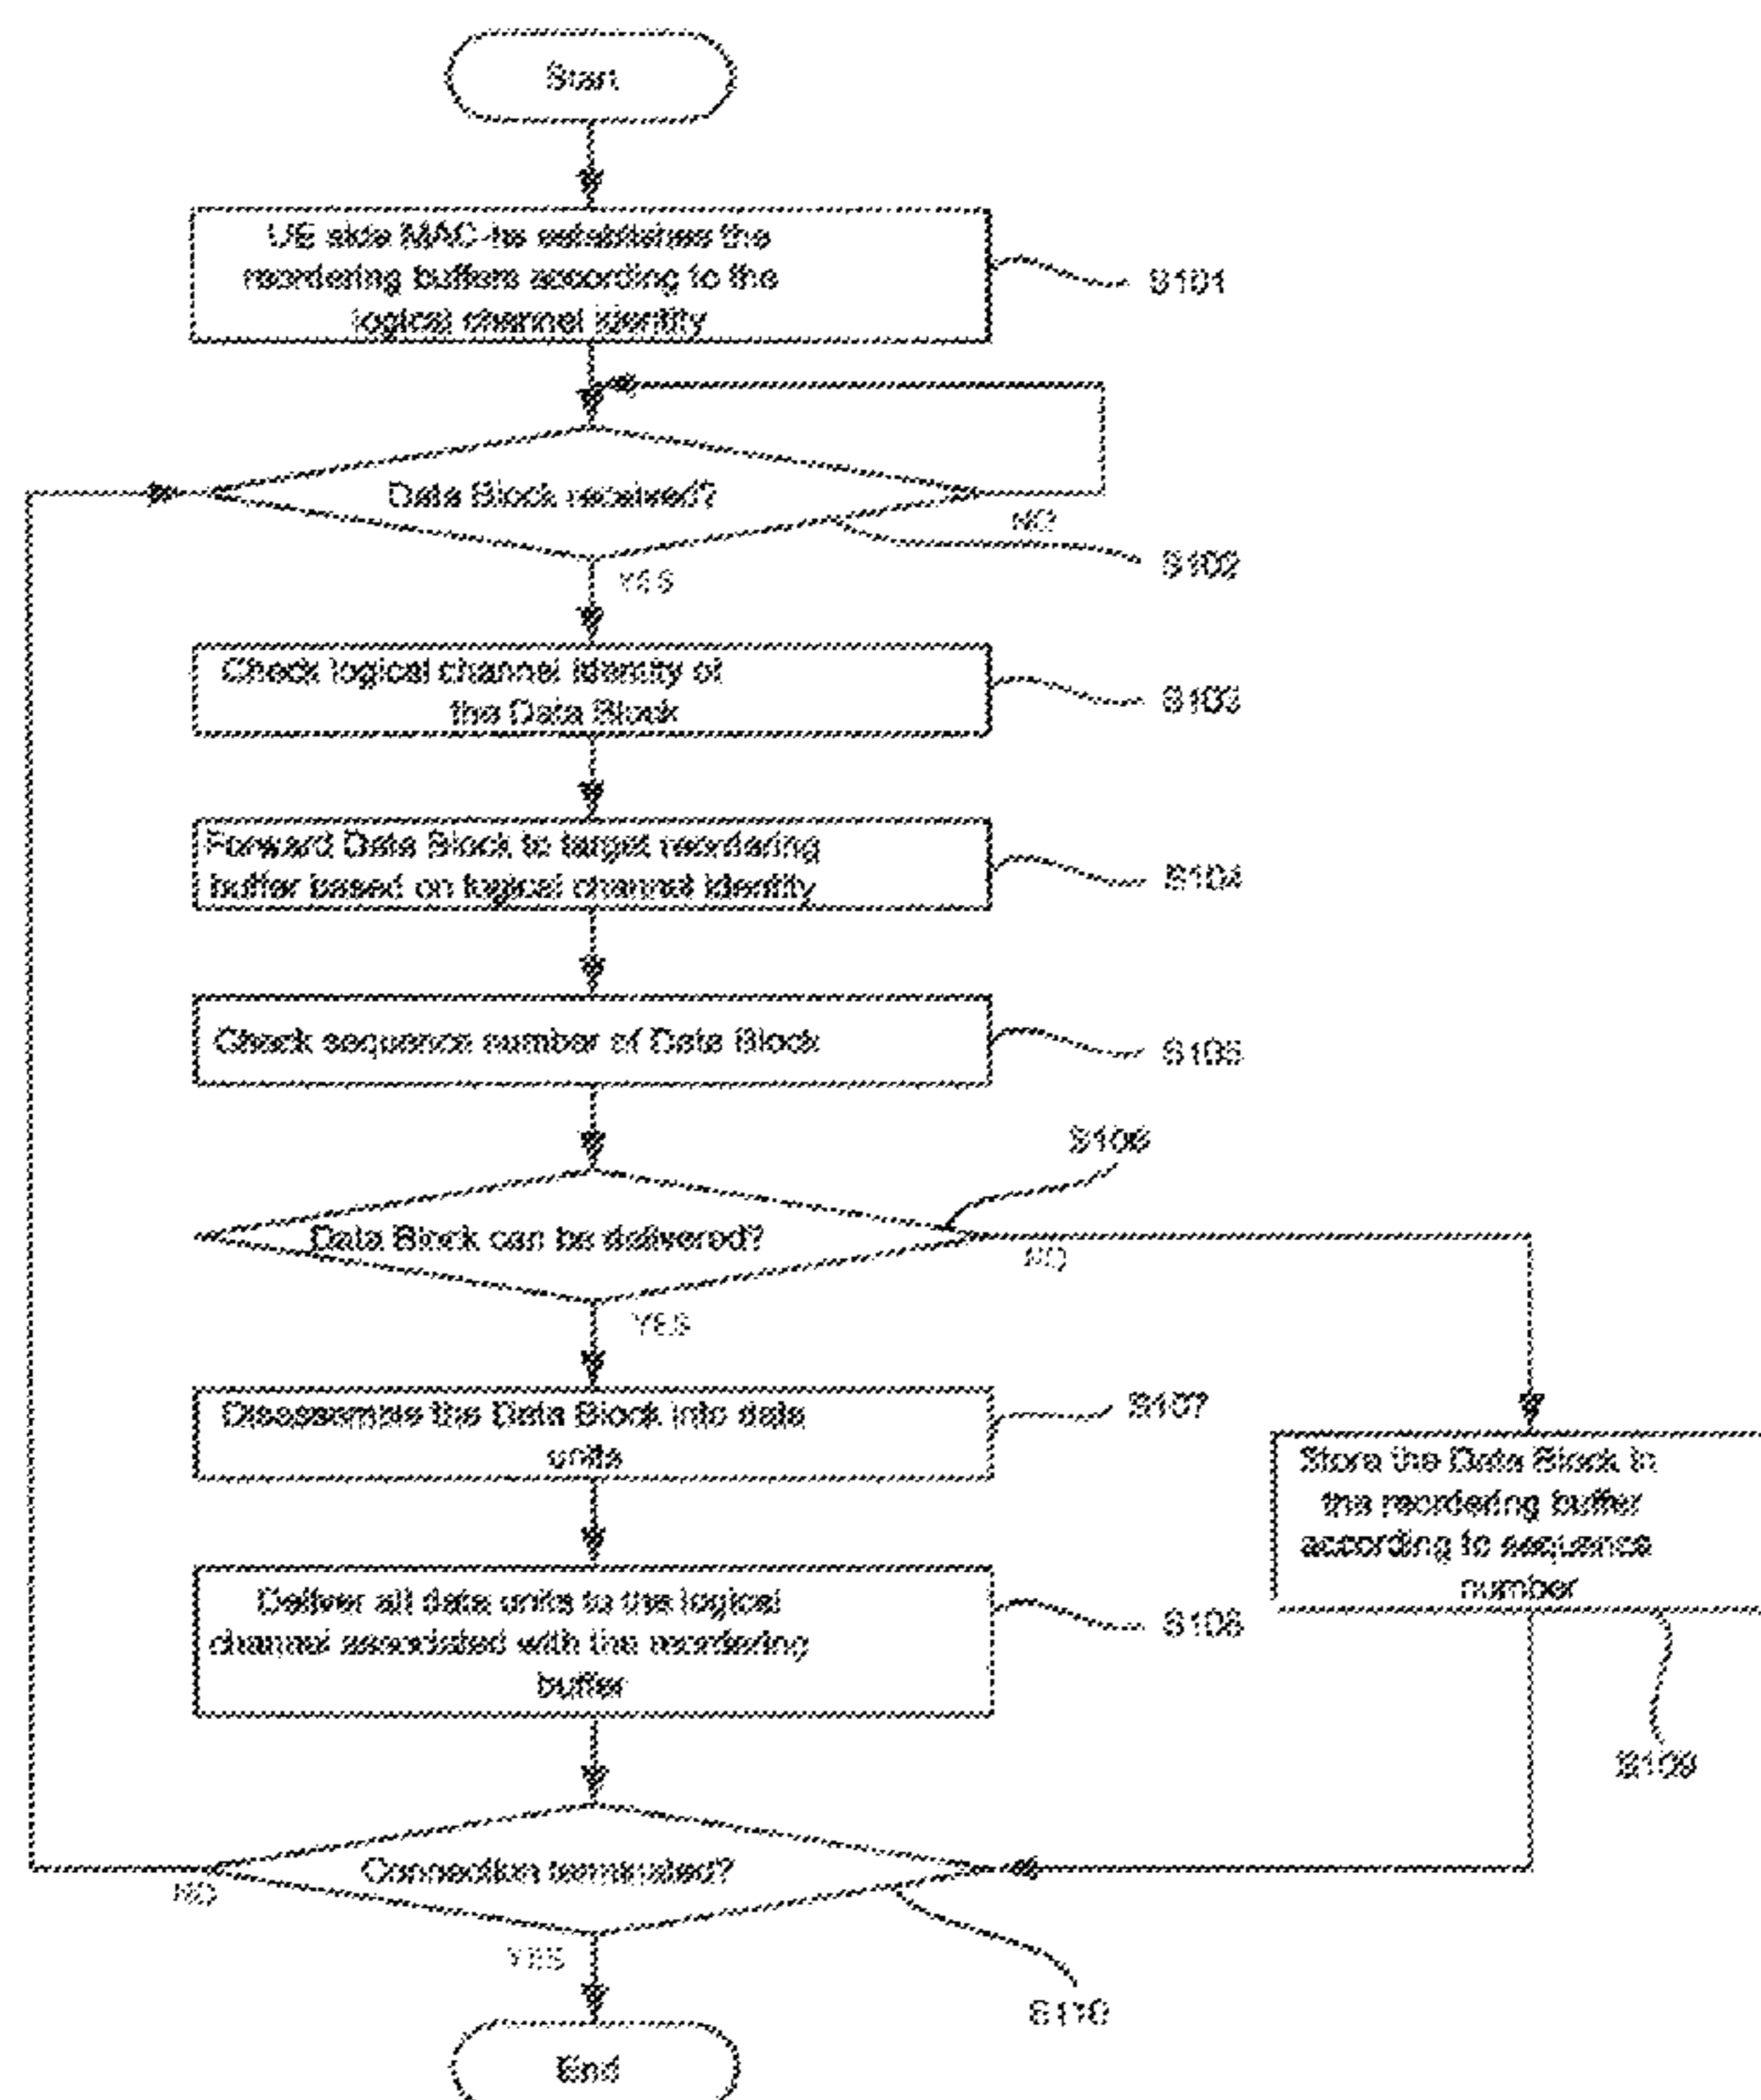 Start
UE side MAC-hs establishes the
reordering buffers according to the
logical channel identity
S101
Data Block received?
NO
S102
YES
Check logical channel identity of
the Data Block
S103
Forward Data Block to target reordering
buffer based on logical channel identity
S104
Check sequence number of Data Block
S105
S106
Data Block can be delivered?
NO
YES
Disassemble the Data Block into data
units
S107
Store the Data Block in
the reordering buffer
according to sequence
number
Deliver all data units to the logical
channel associated with the reordering
buffer
S108
S109
Connection terminated?
NO
YES
S110
End